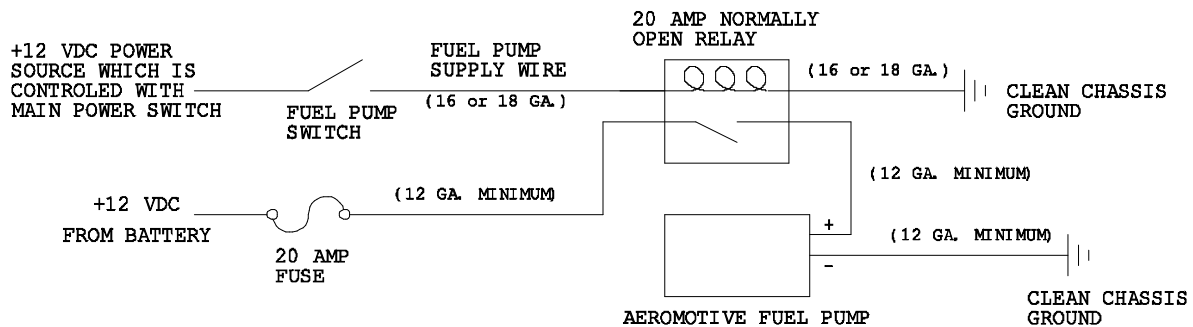 20 AMP NORMALLY
OPEN RELAY
+12 VDC POWER
SOURCE WHICH IS
CONTROLED WITH
MAIN POWER SWITCH
FUEL PUMP
SWITCH
FUEL PUMP
SUPPLY WIRE
(16 or 18 GA.)
(16 or 18 GA.)
CLEAN CHASSIS
GROUND
+12 VDC
FROM BATTERY
20 AMP
FUSE
(12 GA. MINIMUM)
(12 GA. MINIMUM)
+
-
(12 GA. MINIMUM)
AEROMOTIVE FUEL PUMP
CLEAN CHASSIS
GROUND